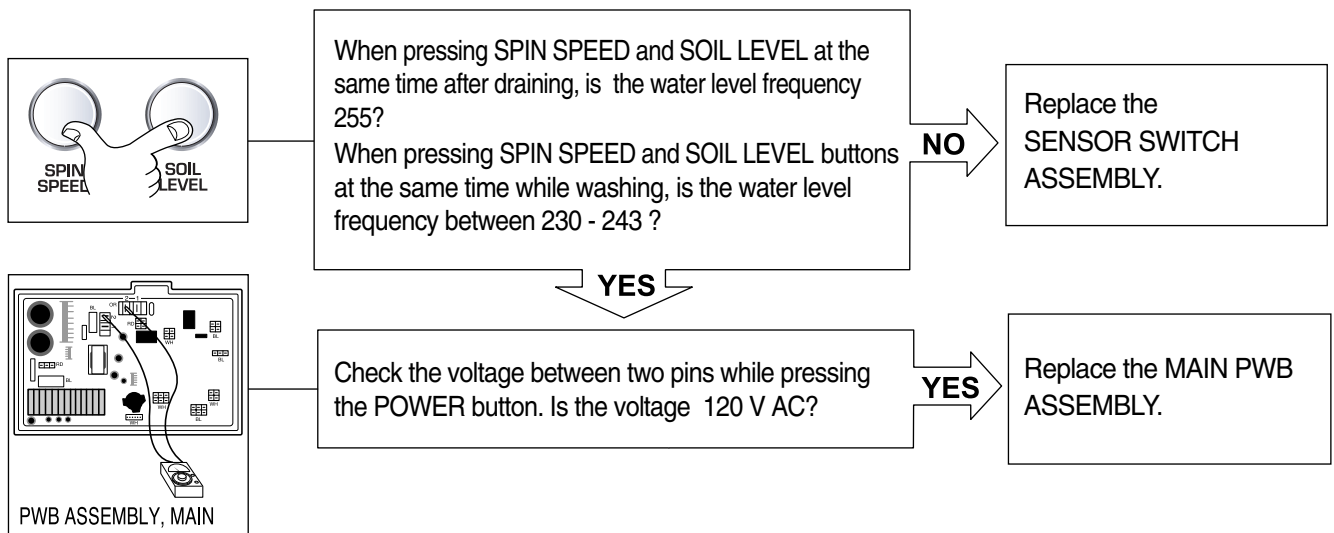 SPIN
SPEED
SOIL
LEVEL
When pressing SPIN SPEED and SOIL LEVEL at the
same time after draining, is the water level frequency
255?
When pressing SPIN SPEED and SOIL LEVEL buttons
at the same time while washing, is the water level
frequency between 230 - 243 ?
NO
Replace the
SENSOR SWITCH
ASSEMBLY.
YES
PWB ASSEMBLY, MAIN
Check the voltage between two pins while pressing
the POWER button. Is the voltage 120 V AC?
YES
Replace the MAIN PWB
ASSEMBLY.